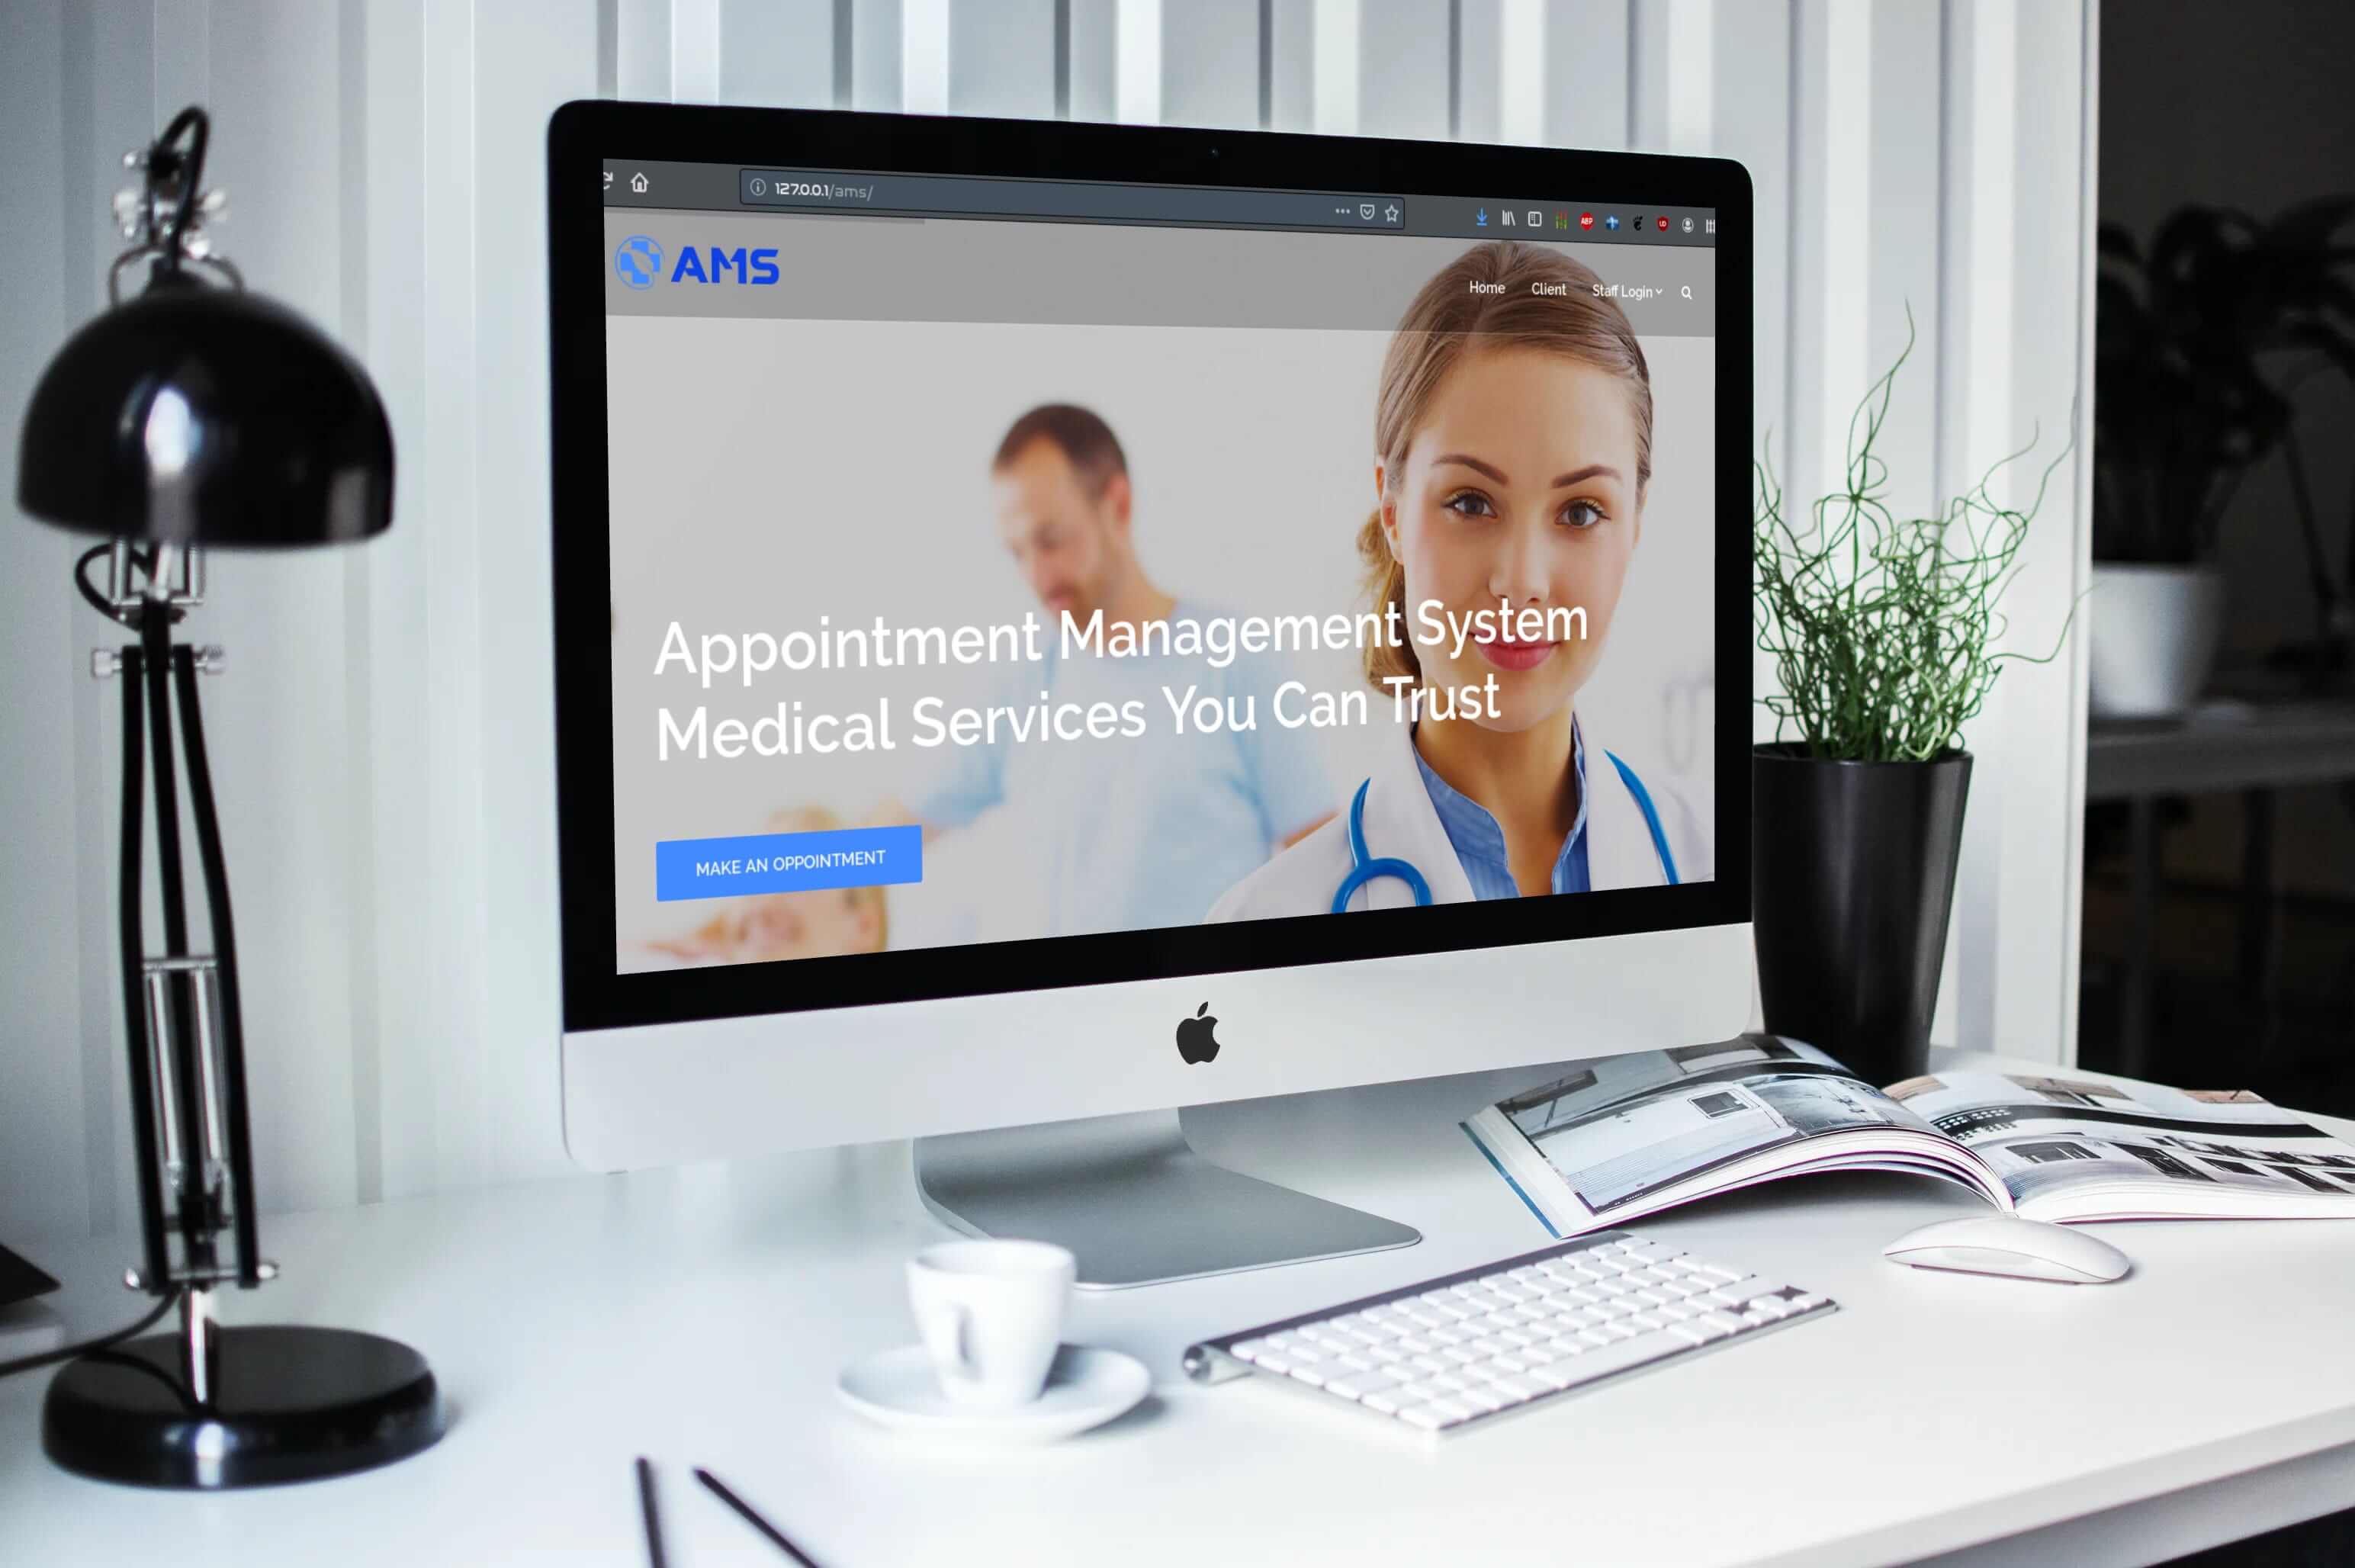 127.0.0.1/ams/
ABP
AMS
Home Client Staff Login
Appointment Management System
Medical Services You Can Trust
MAKE AN OPPOINTMENT